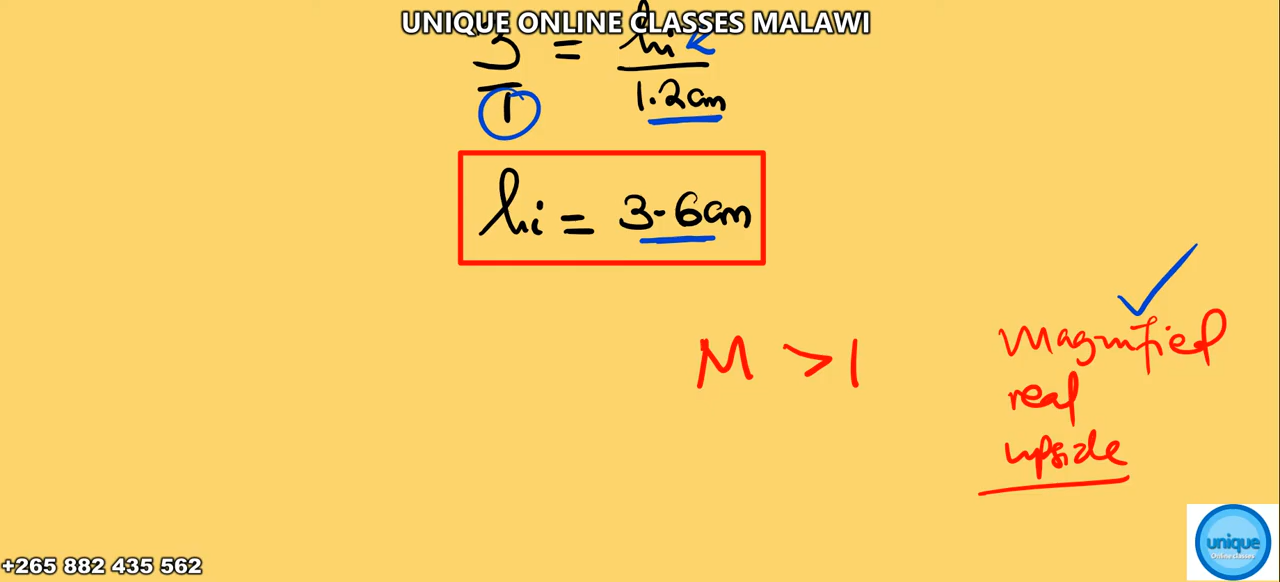 UNIQUE ONLINE CLASSES MALAWI
3/1 = hi/1.2cm
hi = 3.6cm
M > 1
magnified
real
upside
unique
Online classes
+265 882 435 562